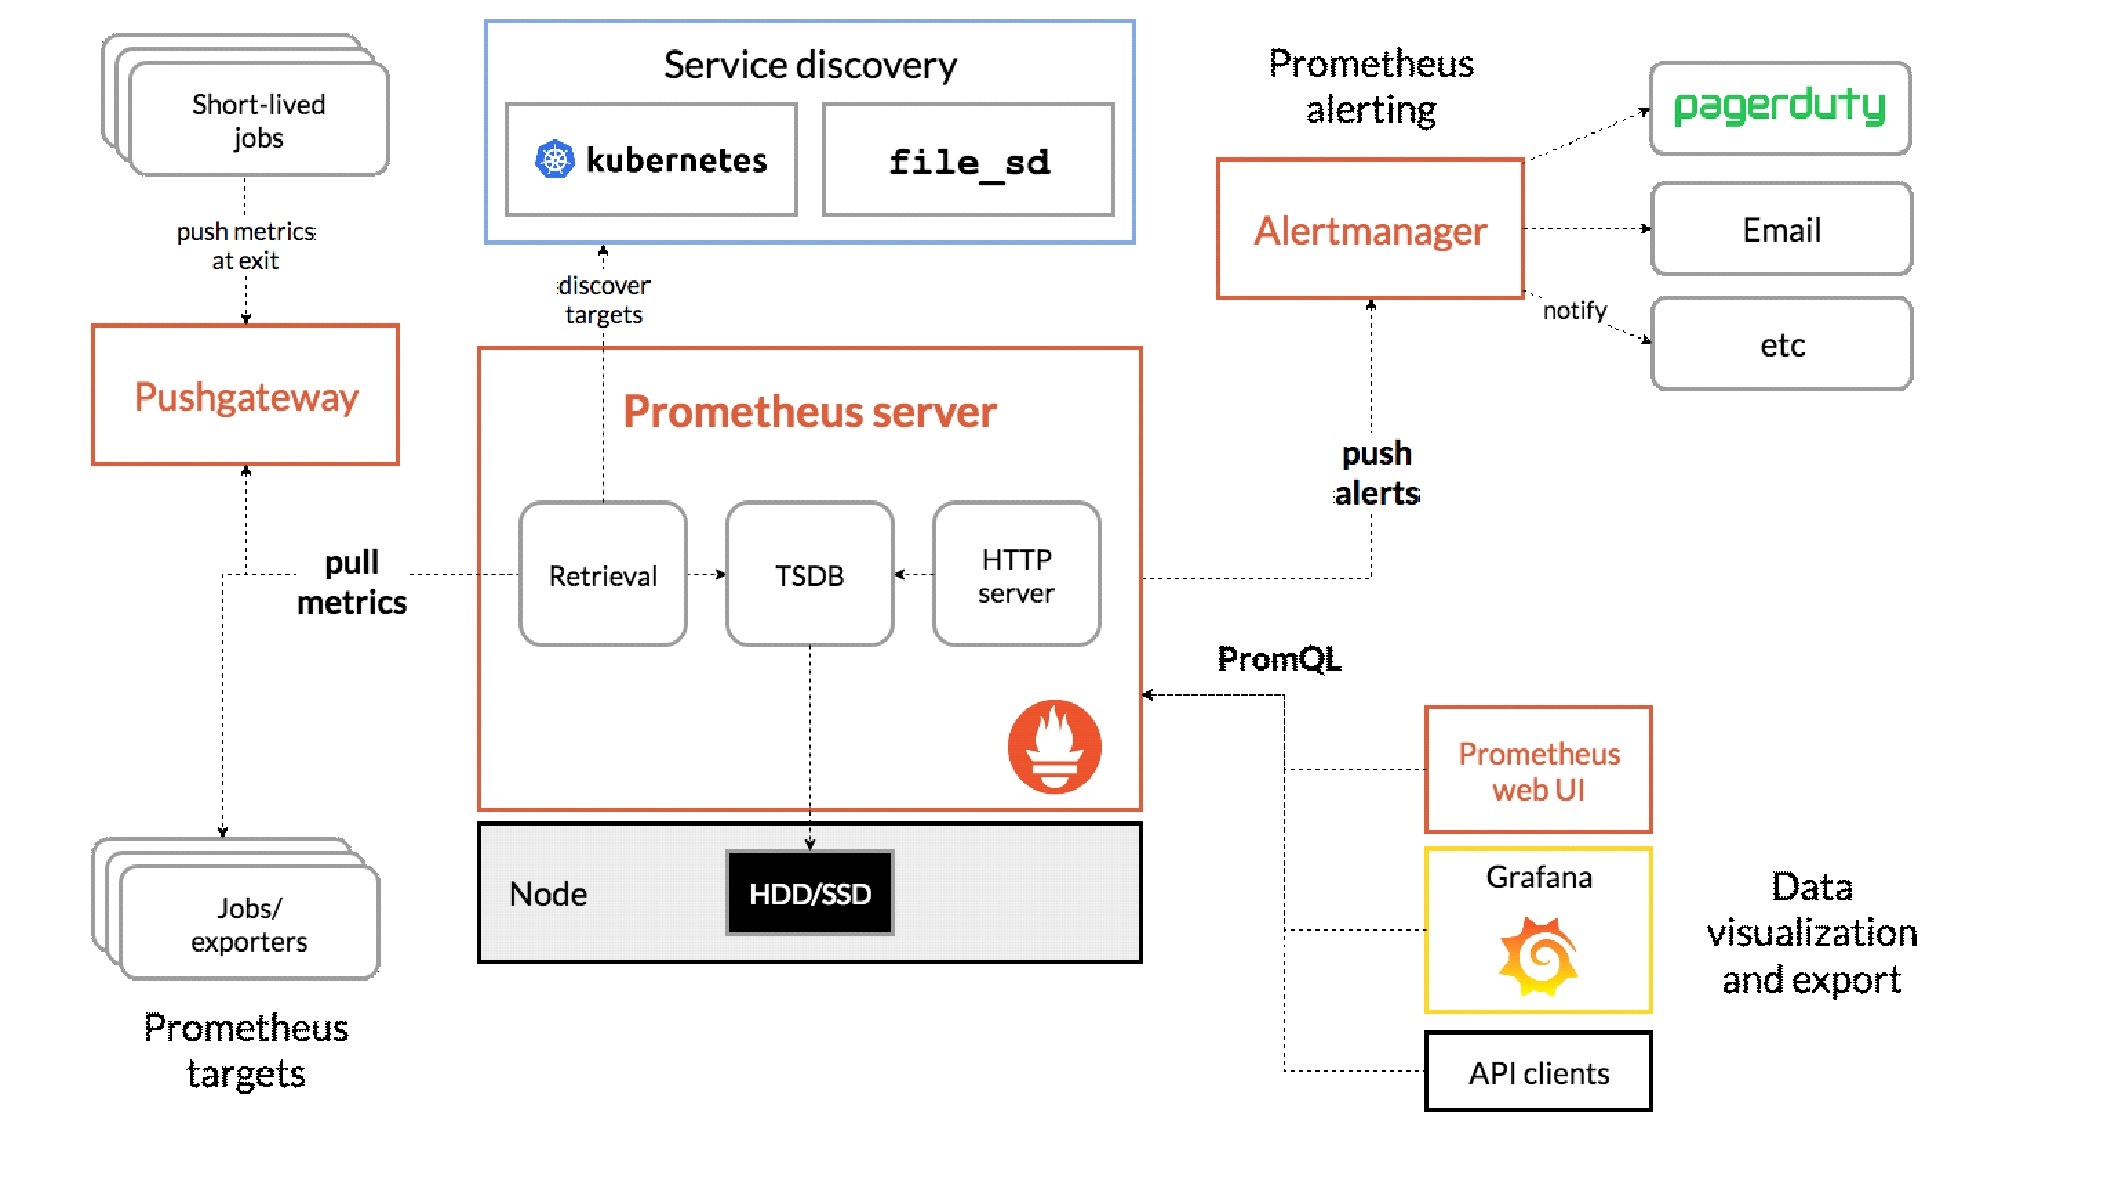 Short-lived
jobs
push metrics
at exit
Pushgateway
pull
metrics
Jobs/
exporters
Prometheus
targets
Service discovery
kubernetes
file_sd
discover
targets
Prometheus server
Retrieval
TSDB
HTTP
server
Node
HDD/SSD
Prometheus
alerting
Alertmanager
pagerduty
Email
notify
etc
push
alerts
PromQL
Prometheus
web UI
Grafana
API clients
Data
visualization
and export